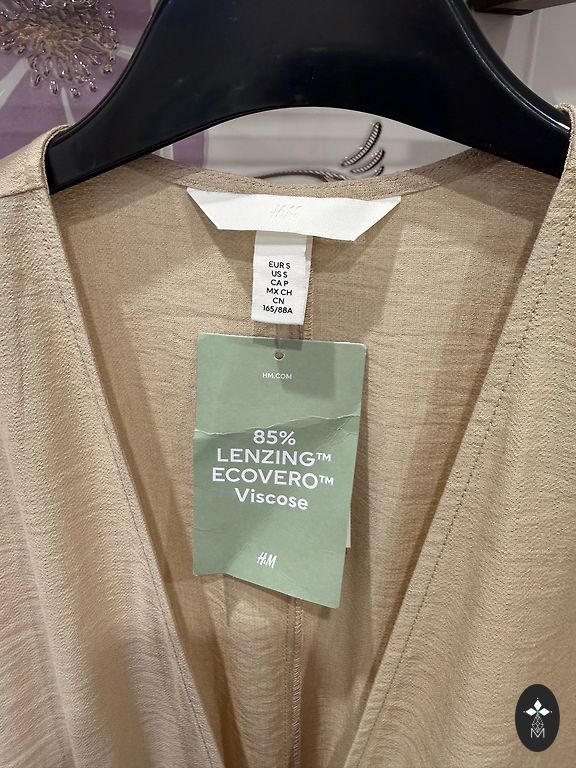 H&M
EUR S
US S
CA P
MX CH
CN
165/88A
HM.COM
85%
LENZING™
ECOVERO™
Viscose
H&M